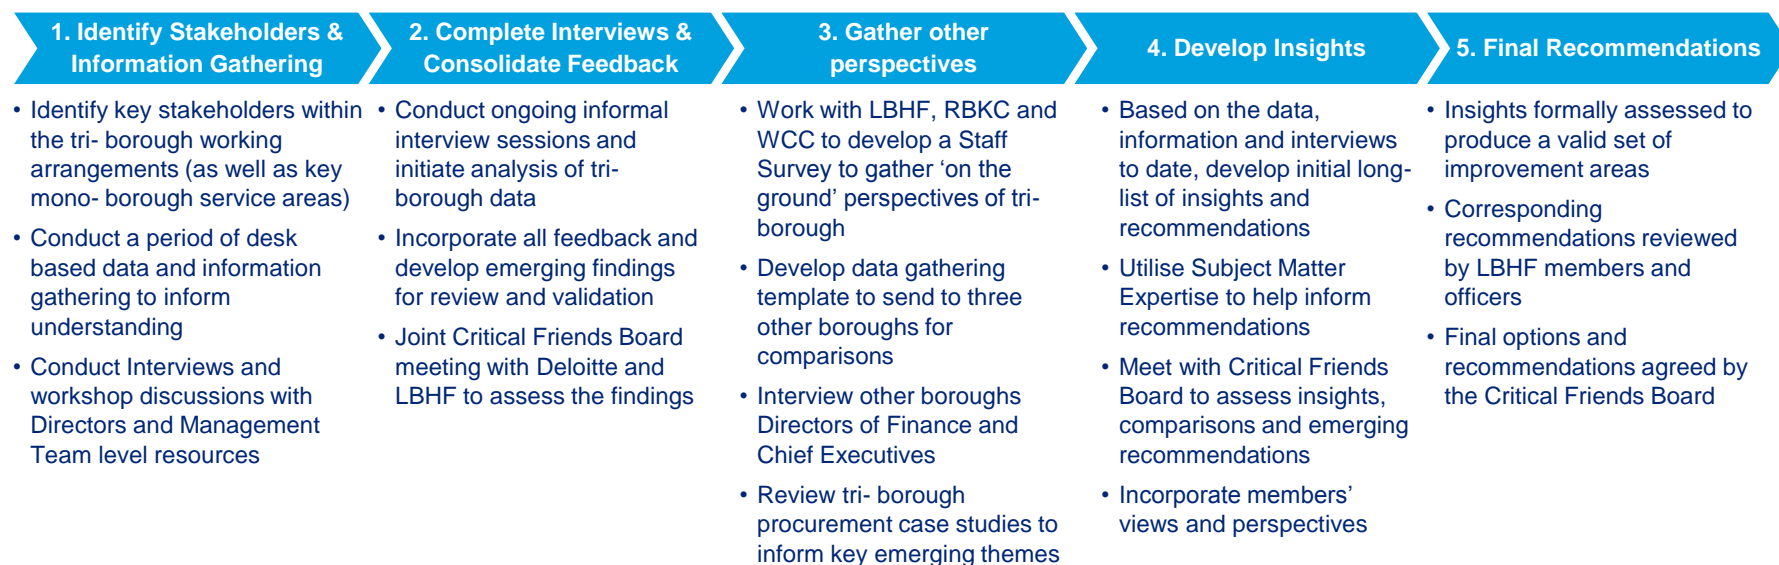 1. Identify Stakeholders &
Information Gathering
• Identify key stakeholders within
the tri- borough working
arrangements (as well as key
mono- borough service areas)
• Conduct a period of desk
based data and information
gathering to inform
understanding
• Conduct Interviews and
workshop discussions with
Directors and Management
Team level resources
2. Complete Interviews &
Consolidate Feedback
• Conduct ongoing informal
interview sessions and
initiate analysis of tri-
borough data
• Incorporate all feedback and
develop emerging findings
for review and validation
• Joint Critical Friends Board
meeting with Deloitte and
LBHF to assess the findings
3. Gather other
perspectives
• Work with LBHF, RBKC and
WCC to develop a Staff
Survey to gather ‘on the
ground’ perspectives of tri-
borough
• Develop data gathering
template to send to three
other boroughs for
comparisons
• Interview other boroughs
Directors of Finance and
Chief Executives
• Review tri- borough
procurement case studies to
inform key emerging themes
4. Develop Insights
• Based on the data,
information and interviews
to date, develop initial long-
list of insights and
recommendations
• Utilise Subject Matter
Expertise to help inform
recommendations
• Meet with Critical Friends
Board to assess insights,
comparisons and emerging
recommendations
• Incorporate members’
views and perspectives
5. Final Recommendations
• Insights formally assessed to
produce a valid set of
improvement areas
• Corresponding
recommendations reviewed
by LBHF members and
officers
• Final options and
recommendations agreed by
the Critical Friends Board